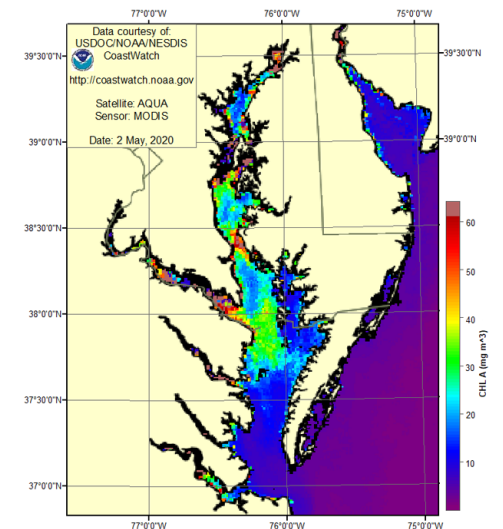 77°0'0"W 76°0'0"W 75°0'0"W
Data courtesy of:
USDOC/NOAA/NESDIS
CoastWatch
http://coastwatch.noaa.gov
Satellite: AQUA
Sensor: MODIS
Date: 2 May, 2020
39°30'0"N 39°30'0"N
39°0'0"N 39°0'0"N
38°30'0"N
38°0'0"N
37°30'0"N
37°0'0"N
77°0'0"W 76°0'0"W 75°0'0"W
60
50
40
30
20
10
CHL A (mg m^3)